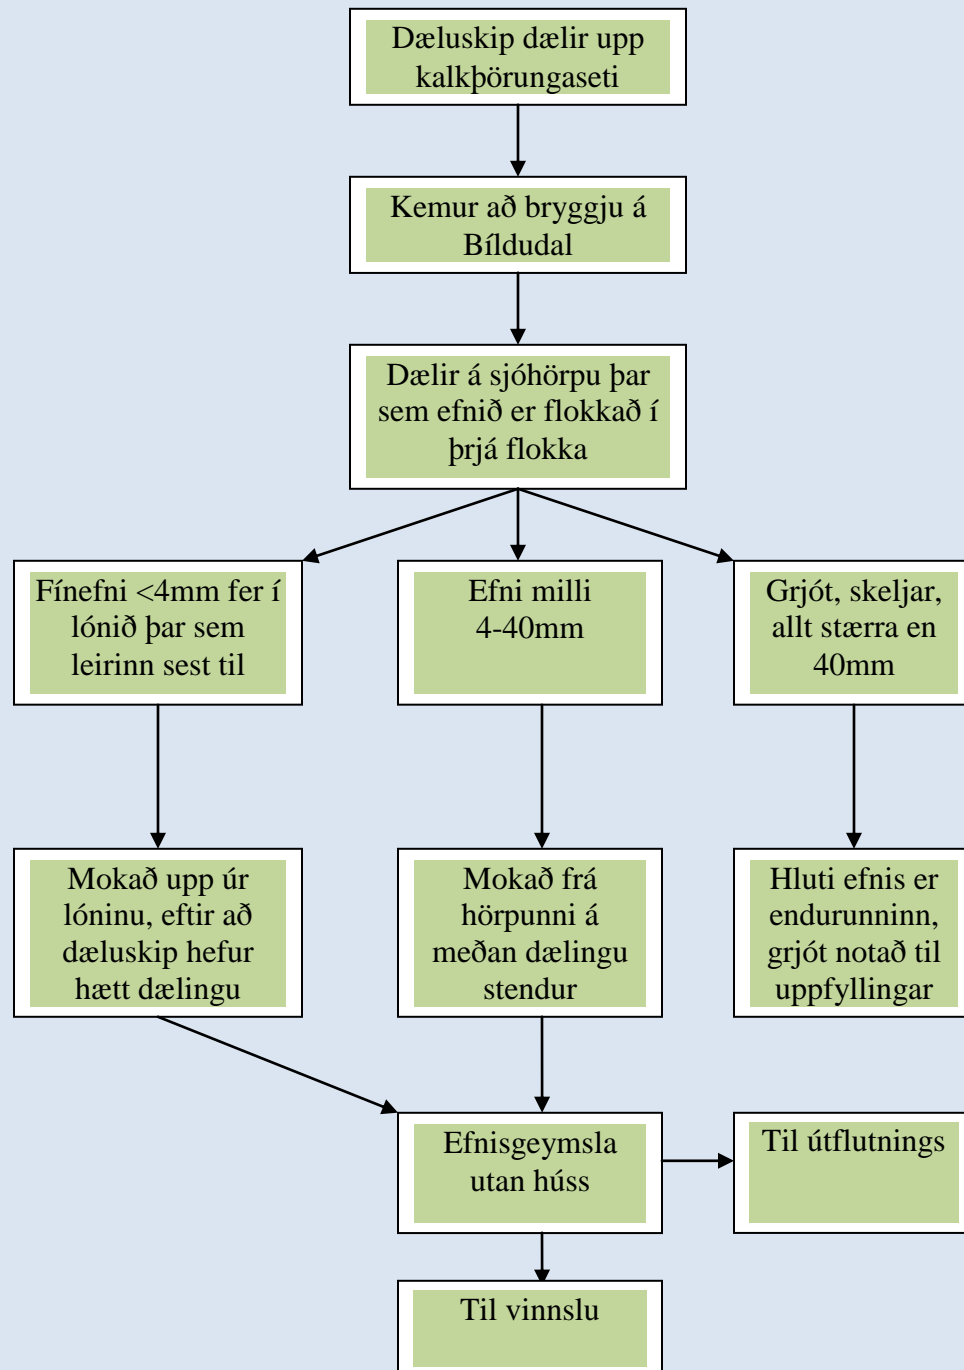 Dæluskip dælir upp
kalkþörungaseti
Kemur að bryggju á
Bíldudal
Dælir á sjóhörpu þar
sem efnið er flokkað í
þrjá flokka
Fínefni <4mm fer í
lónið þar sem
leirinn sest til
Efni milli
4-40mm
Grjót, skeljar,
allt stærra en
40mm
Mokað upp úr
lóninu, eftir að
dæluskip hefur
hætt dælingu
Mokað frá
hörpunni á
meðan dælingu
stendur
Hluti efnis er
endurunninn,
grjót notað til
uppfyllingar
Efnisgeymsla
utan húss
Til útflutnings
Til vinnslu